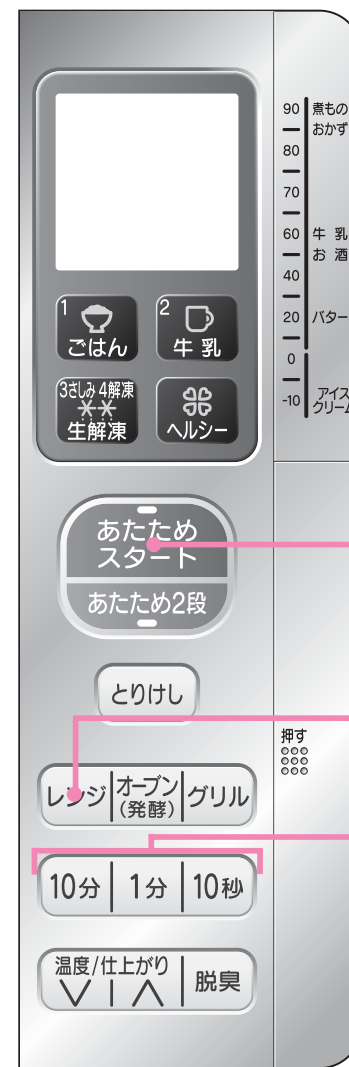 90 煮もの
おかず
80
70
60 牛 乳
お 酒
40
20 バター
0
-10 アイス
クリーム
1 ごはん
2 牛 乳
3さしみ 4解凍
生解凍
ヘルシー
あたため
スタート
あたため2段
とりけし
押す
レンジ オーブン(発酵) グリル
10分 1分 10秒
温度/仕上がり 脱臭